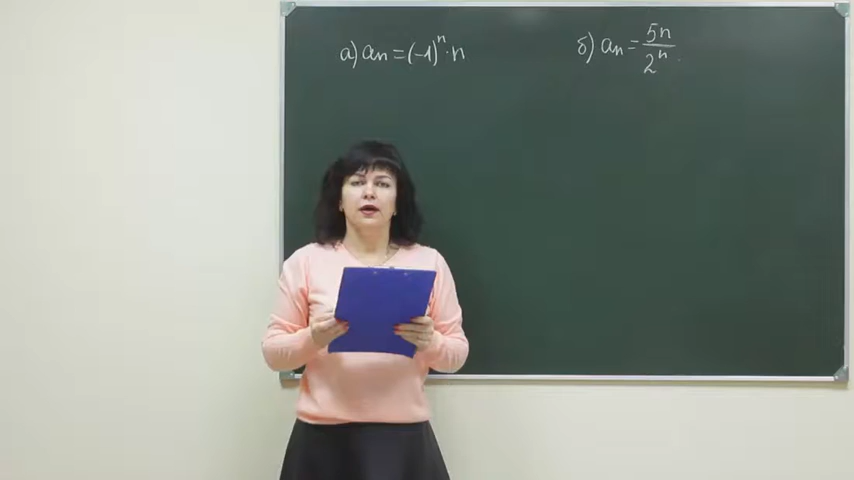 а) aₙ = (-1)ⁿ · n
б) aₙ = 5n / 2ⁿ